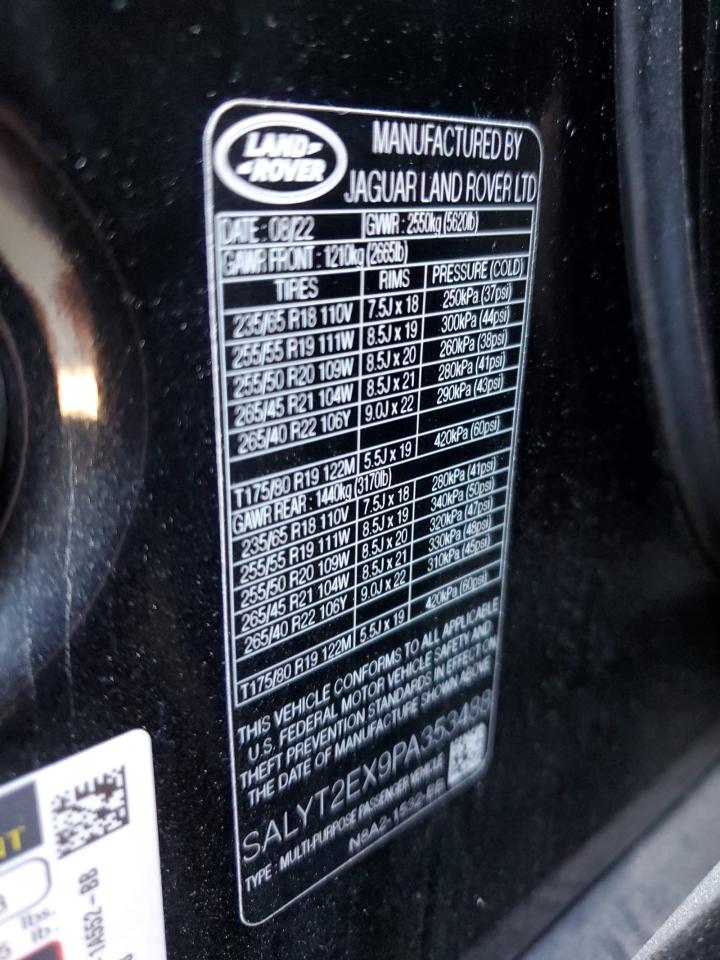 LAND-
-ROVER
MANUFACTURED BY
JAGUAR LAND ROVER LTD
DATE : 08/22 GVWR : 2550kg (5620lb)
GAWR FRONT : 1210kg (2665lb)
TIRES RIMS PRESSURE (COLD)
235/65 R18 110V 7.5J x 18 250kPa (37psi)
255/55 R19 111W 8.5J x 19 300kPa (44psi)
255/50 R20 109W 8.5J x 20 260kPa (38psi)
265/45 R21 104W 8.5J x 21 280kPa (41psi)
265/40 R22 106Y 9.0J x 22 290kPa (43psi)
T175/80 R19 122M 5.5J x 19 420kPa (60psi)
GAWR REAR : 1440kg (3170lb)
235/65 R18 110V 7.5J x 18 280kPa (41psi)
255/55 R19 111W 8.5J x 19 340kPa (50psi)
255/50 R20 109W 8.5J x 20 320kPa (47psi)
265/45 R21 104W 8.5J x 21 330kPa (48psi)
265/40 R22 106Y 9.0J x 22 310kPa (45psi)
T175/80 R19 122M 5.5J x 19 420kPa (60psi)
THIS VEHICLE CONFORMS TO ALL APPLICABLE
U.S. FEDERAL MOTOR VEHICLE SAFETY AND
THEFT PREVENTION STANDARDS IN EFFECT ON
THE DATE OF MANUFACTURE SHOWN ABOVE
SALYT2EX9PA353488
TYPE : MULTI-PURPOSE PASSENGER VEHICLE
N8A2-1532-BB
NT
lbs.
lb.
-1A552-BB